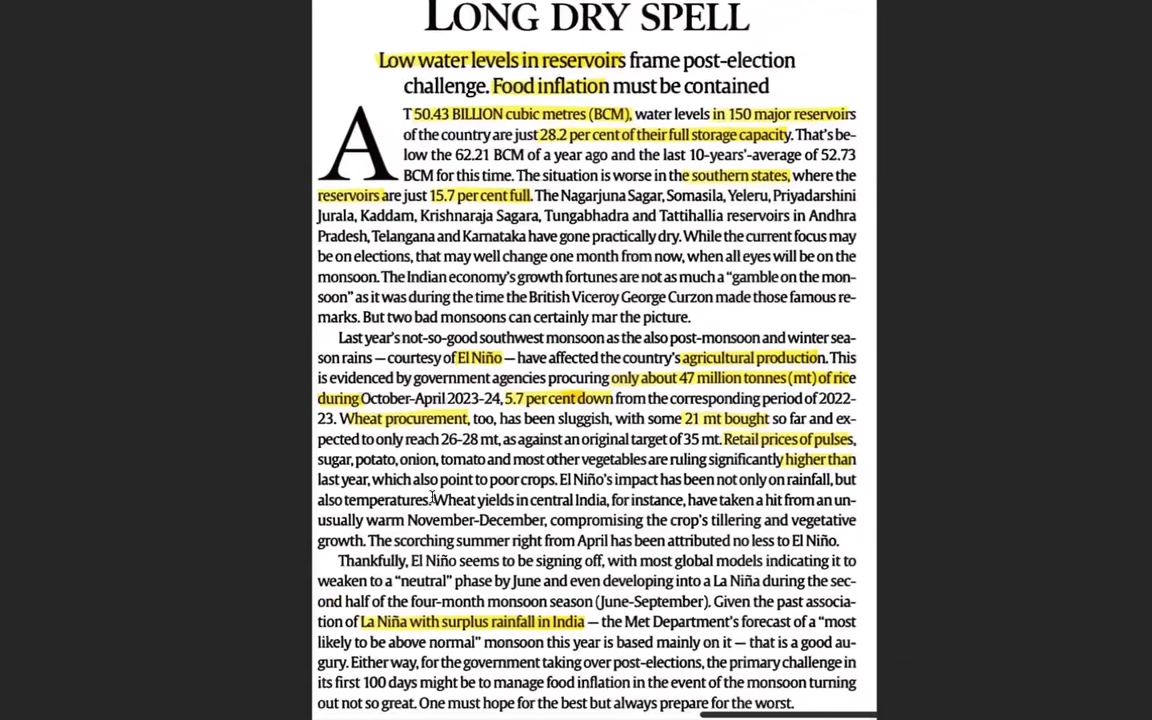 LONG DRY SPELL
Low water levels in reservoirs frame post-election
challenge. Food inflation must be contained
AT 50.43 BILLION cubic metres (BCM), water levels in 150 major reservoirs
of the country are just 28.2 per cent of their full storage capacity. That's be-
low the 62.21 BCM of a year ago and the last 10-years'-average of 52.73
BCM for this time. The situation is worse in the southern states, where the
reservoirs are just 15.7 per cent full. The Nagarjuna Sagar, Somasila, Yeleru, Priyadarshini
Jurala, Kaddam, Krishnaraja Sagara, Tungabhadra and Tattihallia reservoirs in Andhra
Pradesh, Telangana and Karnataka have gone practically dry. While the current focus may
be on elections, that may well change one month from now, when all eyes will be on the
monsoon. The Indian economy's growth fortunes are not as much a “gamble on the mon-
soon” as it was during the time the British Viceroy George Curzon made those famous re-
marks. But two bad monsoons can certainly mar the picture.
Last year's not-so-good southwest monsoon as the also post-monsoon and winter sea-
son rains — courtesy of El Niño — have affected the country's agricultural production. This
is evidenced by government agencies procuring only about 47 million tonnes (mt) of rice
during October-April 2023-24, 5.7 per cent down from the corresponding period of 2022-
23. Wheat procurement, too, has been sluggish, with some 21 mt bought so far and ex-
pected to only reach 26-28 mt, as against an original target of 35 mt. Retail prices of pulses,
sugar, potato, onion, tomato and most other vegetables are ruling significantly higher than
last year, which also point to poor crops. El Niño's impact has been not only on rainfall, but
also temperatures. Wheat yields in central India, for instance, have taken a hit from an un-
usually warm November-December, compromising the crop's tillering and vegetative
growth. The scorching summer right from April has been attributed no less to El Niño.
Thankfully, El Niño seems to be signing off, with most global models indicating it to
weaken to a “neutral” phase by June and even developing into a La Niña during the sec-
ond half of the four-month monsoon season (June-September). Given the past associa-
tion of La Niña with surplus rainfall in India — the Met Department's forecast of a “most
likely to be above normal” monsoon this year is based mainly on it — that is a good au-
gury. Either way, for the government taking over post-elections, the primary challenge in
its first 100 days might be to manage food inflation in the event of the monsoon turning
out not so great. One must hope for the best but always prepare for the worst.